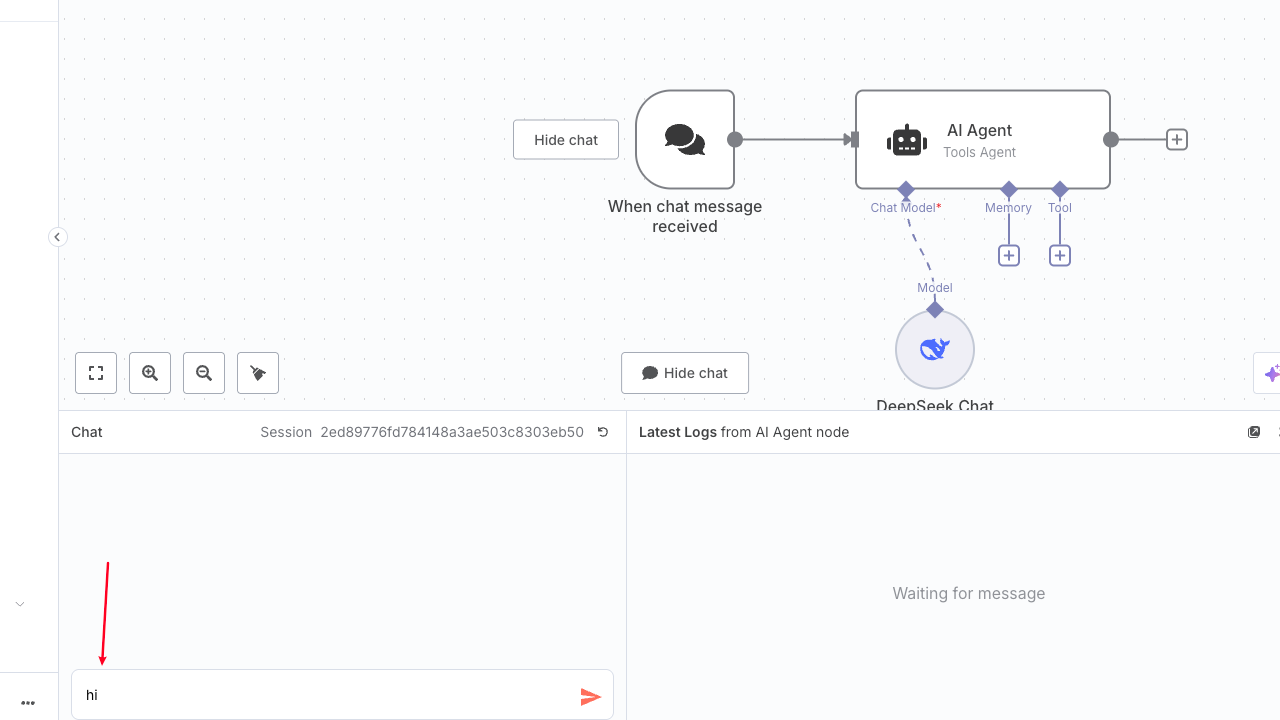 Hide chat
AI Agent
Tools Agent
Chat Model*
Memory
Tool
When chat message
received
Model
Hide chat
DeepSeek Chat
Chat
Session 2ed89776fd784148a3ae503c8303eb50
Latest Logs from AI Agent node
Waiting for message
hi